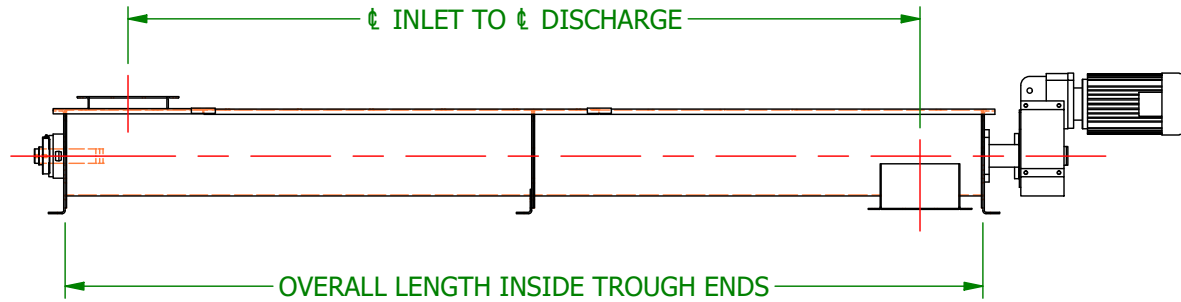 ℄ INLET TO ℄ DISCHARGE
OVERALL LENGTH INSIDE TROUGH ENDS